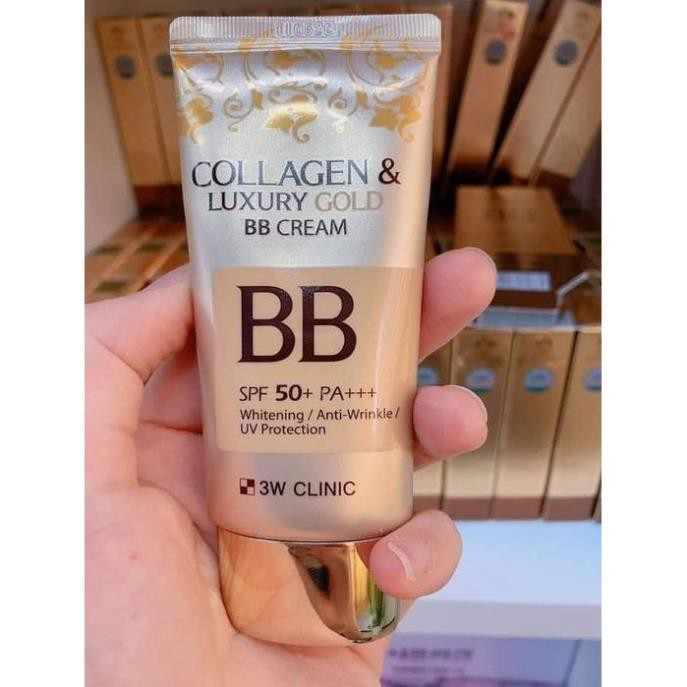 COLLAGEN &
LUXURY GOLD
BB CREAM
BB
SPF 50+ PA+++
Whitening / Anti-Wrinkle /
UV Protection
3W CLINIC